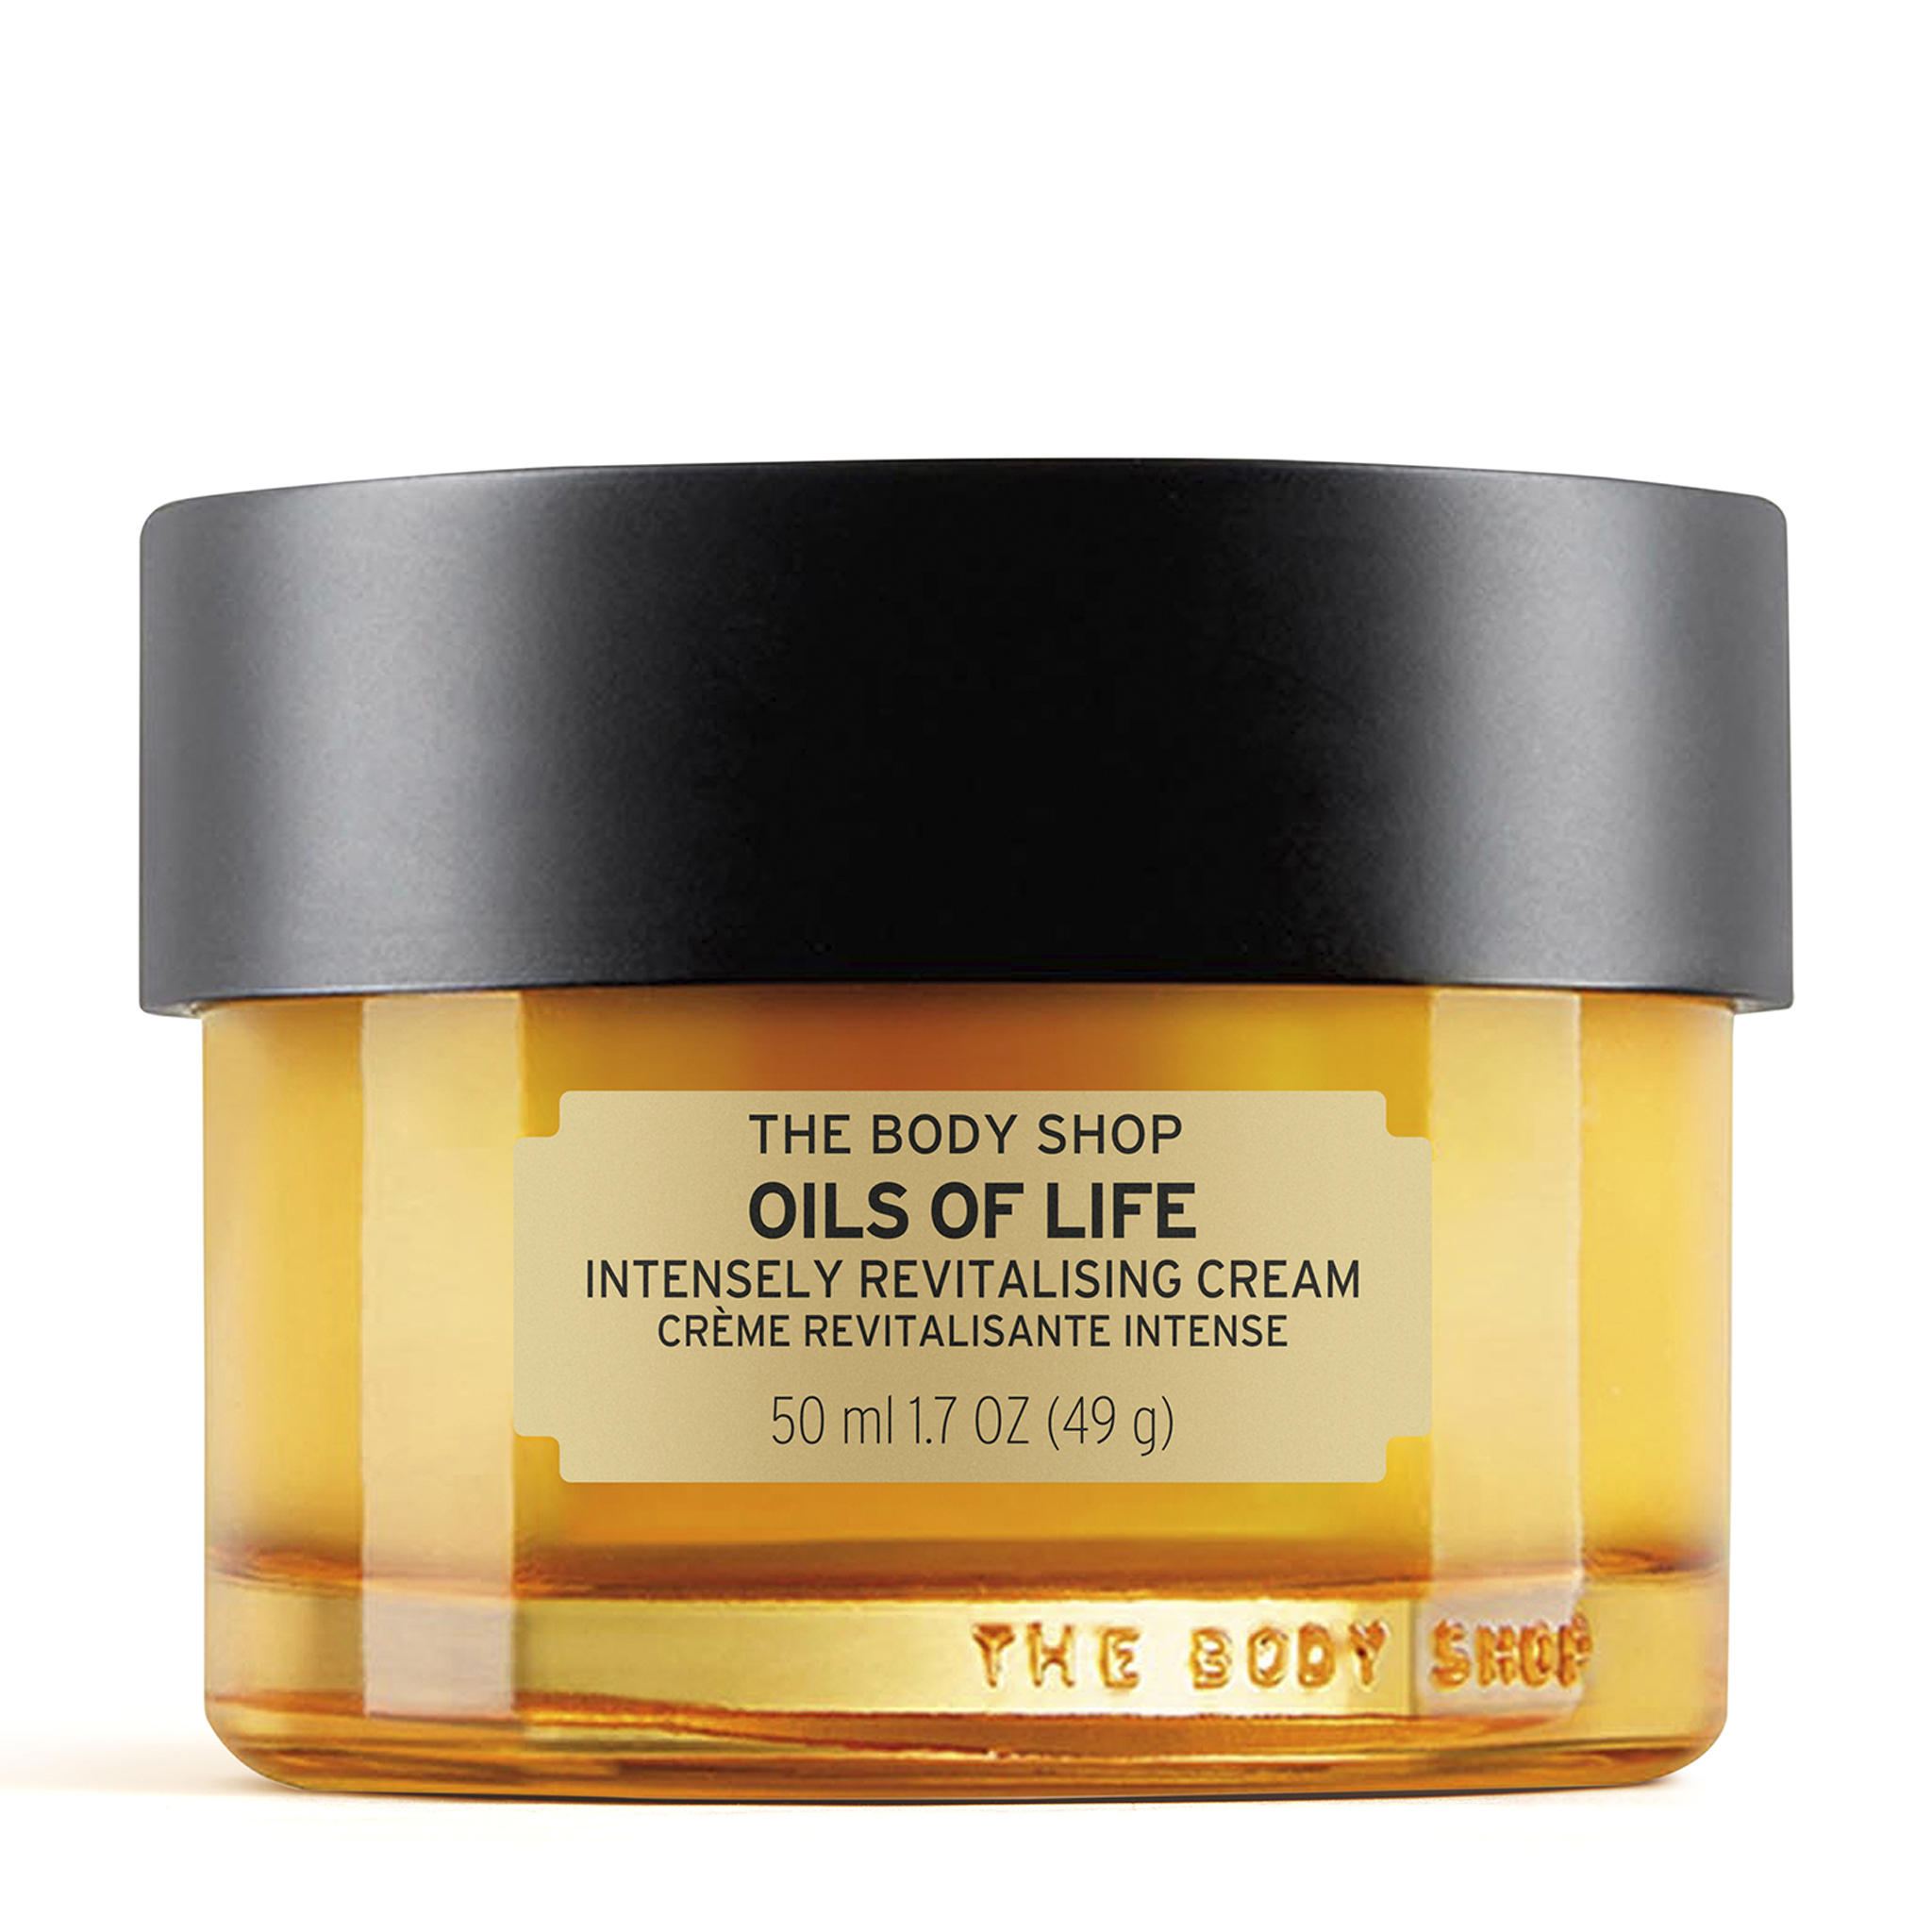 THE BODY SHOP
OILS OF LIFE
INTENSELY REVITALISING CREAM
CRÈME REVITALISANTE INTENSE
50 ml 1.7 OZ (49 g)
THE BODY SHOP